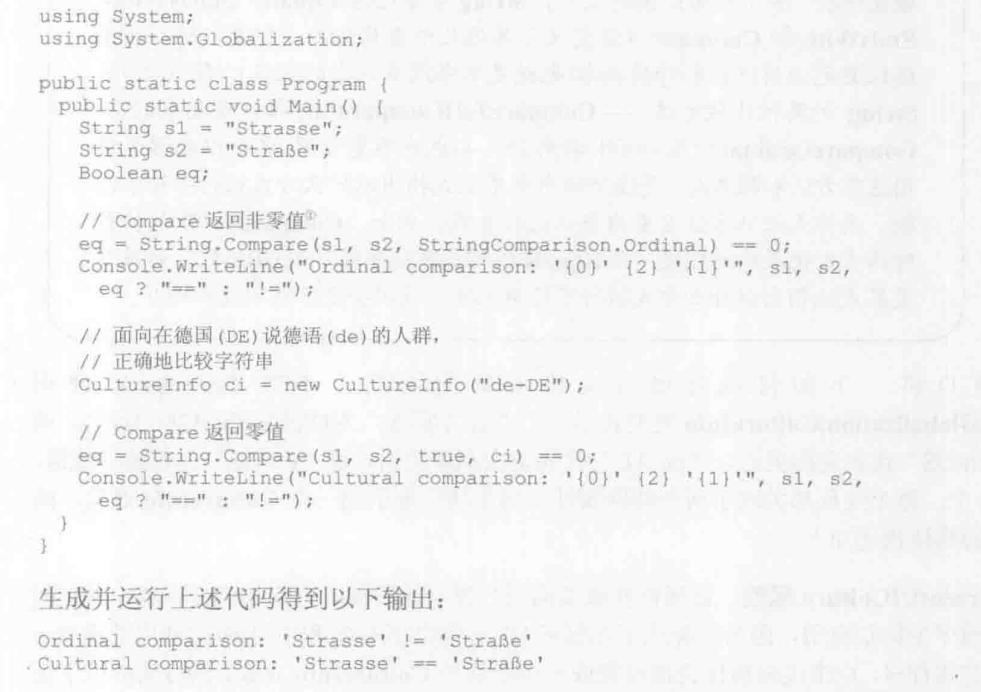 using System;
using System.Globalization;
public static class Program {
public static void Main() {
String s1 = "Strasse";
String s2 = "Straße";
Boolean eq;
// Compare 返回非零值①
eq = String.Compare(s1, s2, StringComparison.Ordinal) == 0;
Console.WriteLine("Ordinal comparison: '{0}' {2} '{1}'", s1, s2,
eq ? "==" : "!=");
// 面向在德国(DE)说德语(de)的人群，
// 正确地比较字符串
CultureInfo ci = new CultureInfo("de-DE");
// Compare 返回零值
eq = String.Compare(s1, s2, true, ci) == 0;
Console.WriteLine("Cultural comparison: '{0}' {2} '{1}'", s1, s2,
eq ? "==" : "!=");
}
}
生成并运行上述代码得到以下输出：
Ordinal comparison: 'Strasse' != 'Straße'
Cultural comparison: 'Strasse' == 'Straße'